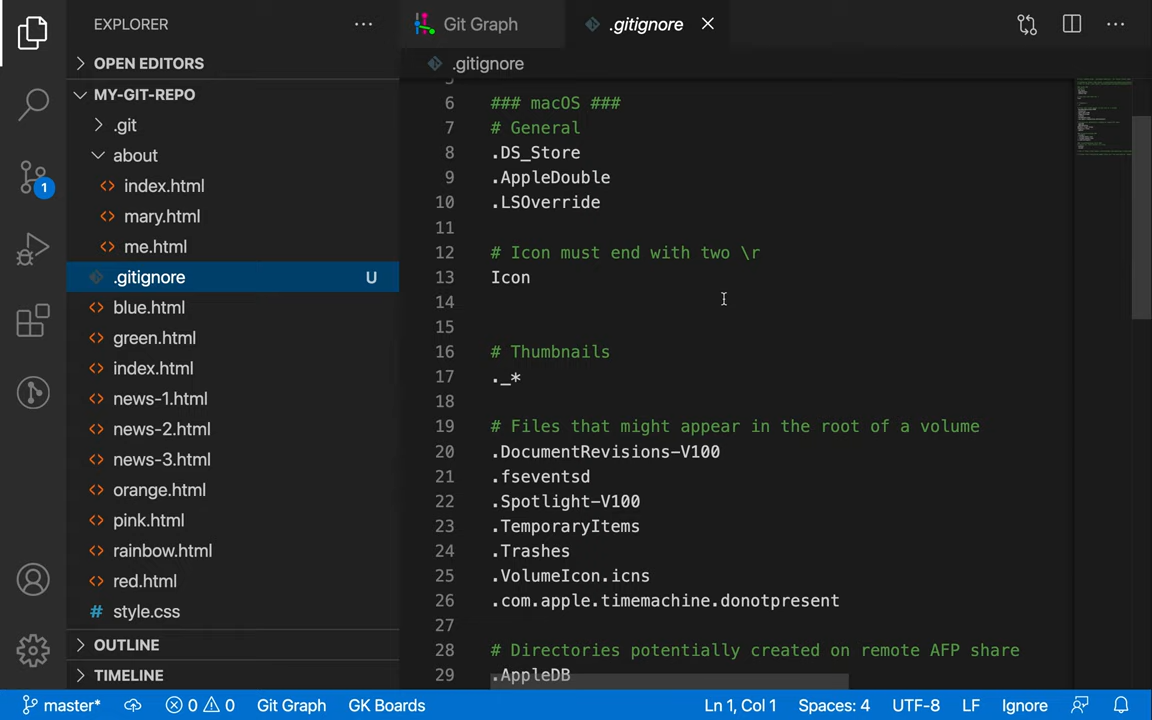 EXPLORER
OPEN EDITORS
MY-GIT-REPO
.git
about
index.html
mary.html
me.html
.gitignore U
blue.html
green.html
index.html
news-1.html
news-2.html
news-3.html
orange.html
pink.html
rainbow.html
red.html
style.css
OUTLINE
TIMELINE
1
Git Graph
.gitignore
.gitignore
6 ### macOS ###
7 # General
8 .DS_Store
9 .AppleDouble
10 .LSOverride
11
12 # Icon must end with two \r
13 Icon
14
15
16 # Thumbnails
17 ._*
18
19 # Files that might appear in the root of a volume
20 .DocumentRevisions-V100
21 .fseventsd
22 .Spotlight-V100
23 .TemporaryItems
24 .Trashes
25 .VolumeIcon.icns
26 .com.apple.timemachine.donotpresent
27
28 # Directories potentially created on remote AFP share
29 .AppleDB
master* 0 0 Git Graph GK Boards Ln 1, Col 1 Spaces: 4 UTF-8 LF Ignore